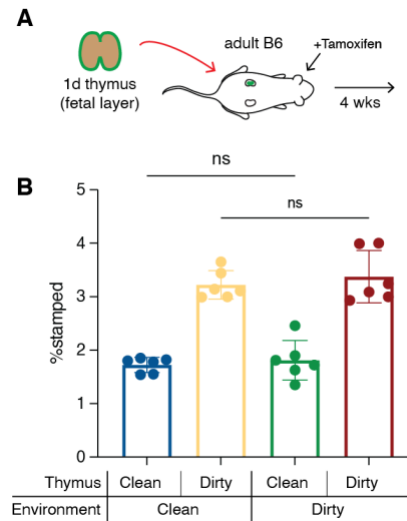 A
adult B6
+Tamoxifen
1d thymus
(fetal layer)
4 wks
B
ns
ns
%stamped
5
4
3
2
1
0
Thymus Clean Dirty Clean Dirty
Environment Clean Dirty